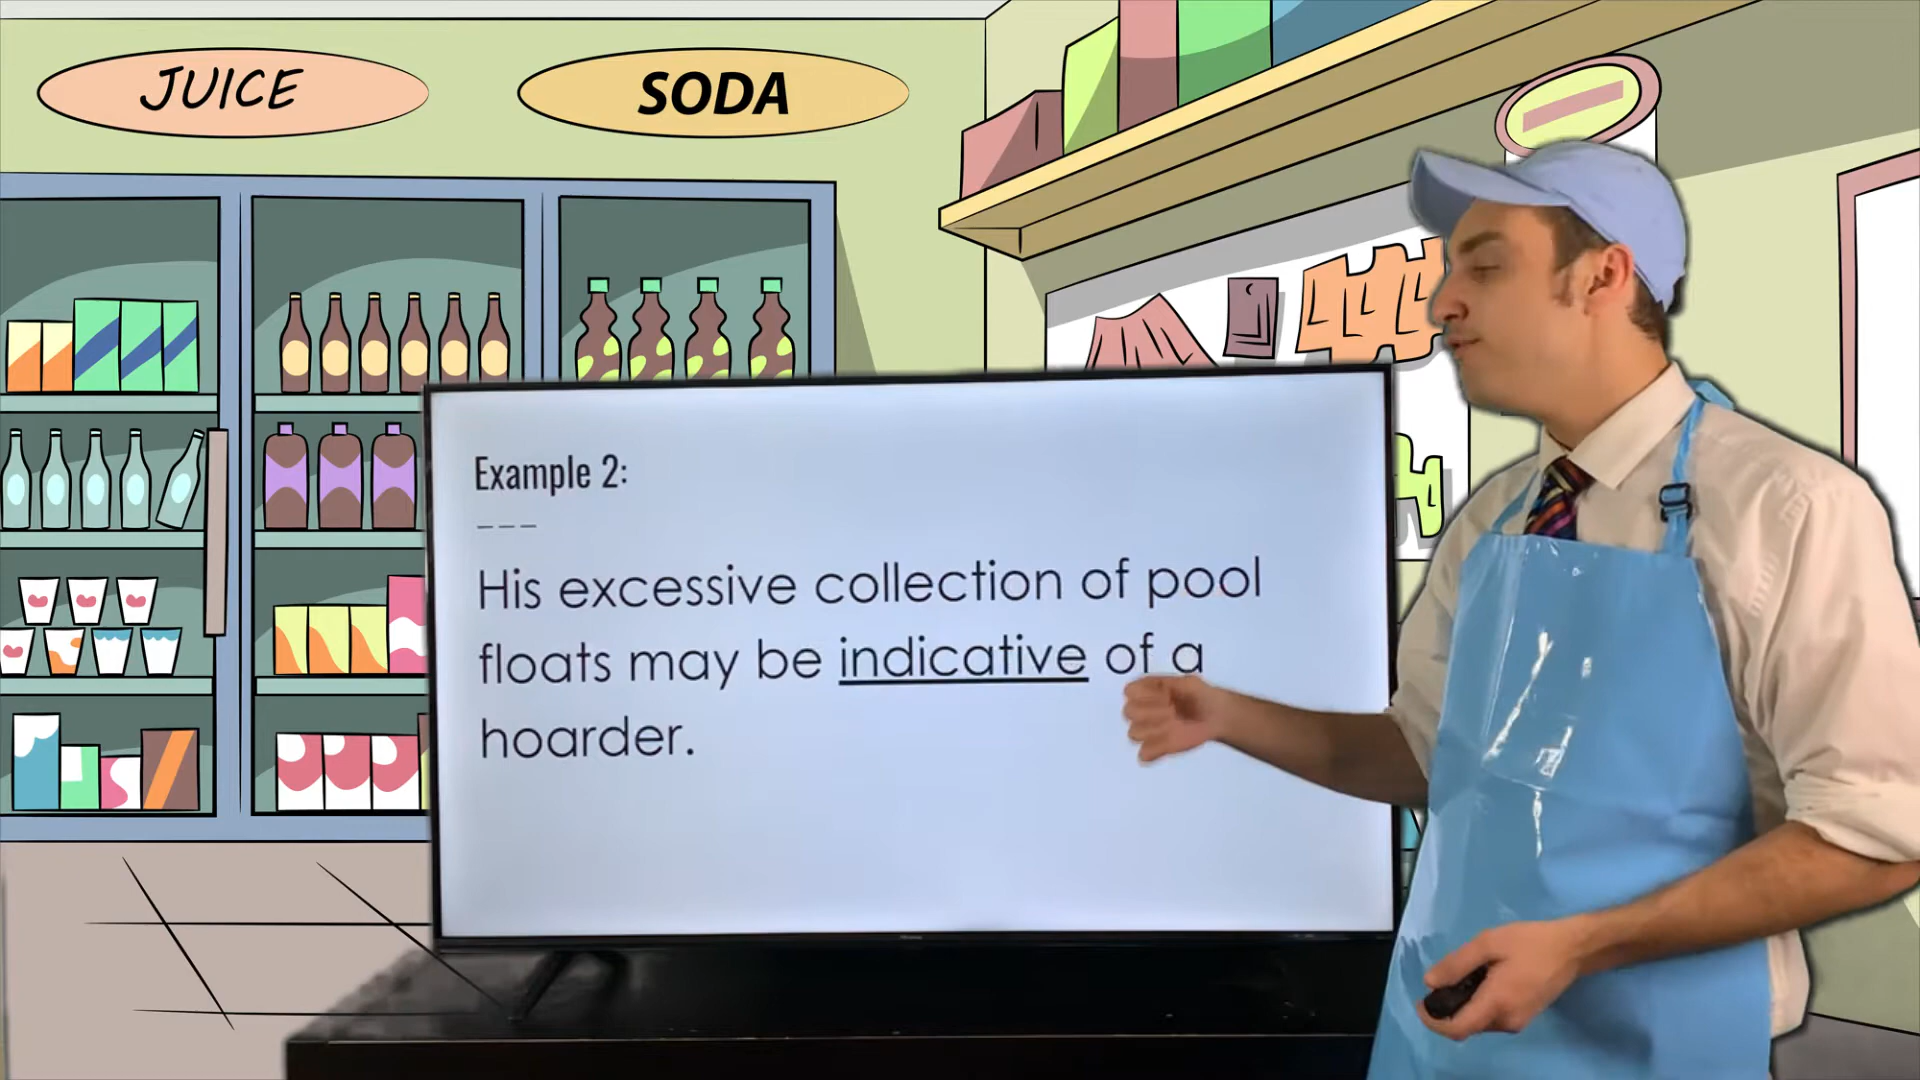 JUICE
SODA
Example 2:
---
His excessive collection of pool
floats may be indicative of a
hoarder.